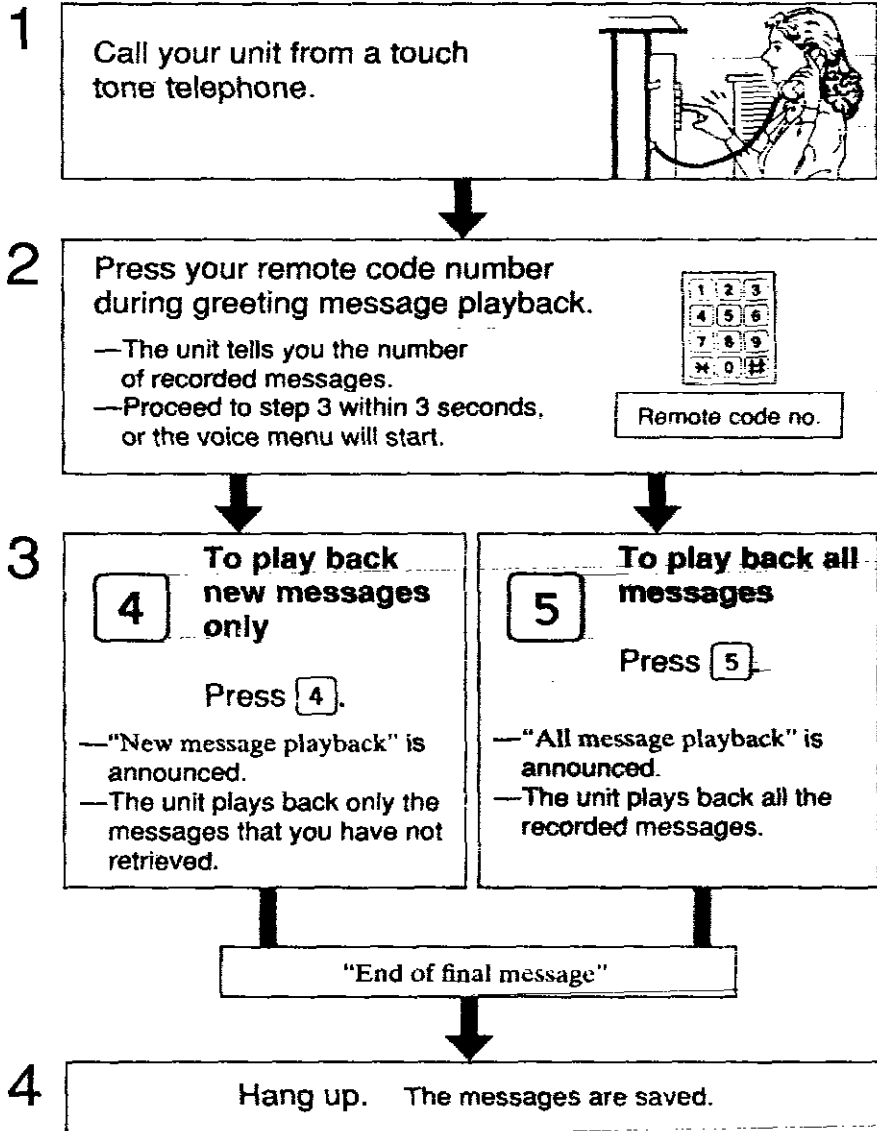 1
Call your unit from a touch
tone telephone.
2
Press your remote code number
during greeting message playback.
—The unit tells you the number
of recorded messages.
—Proceed to step 3 within 3 seconds,
or the voice menu will start.
1 2 3
4 5 6
7 8 9
* 0 #
Remote code no.
3
4
To play back
new messages
only
Press 4.
—"New message playback" is
announced.
—The unit plays back only the
messages that you have not
retrieved.
5
To play back all
messages
Press 5.
—"All message playback" is
announced.
—The unit plays back all the
recorded messages.
"End of final message"
4
Hang up. The messages are saved.